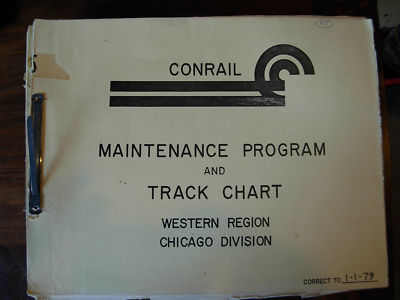 CONRAIL
MAINTENANCE PROGRAM
AND
TRACK CHART
WESTERN REGION
CHICAGO DIVISION
CORRECT TO 1-1-79